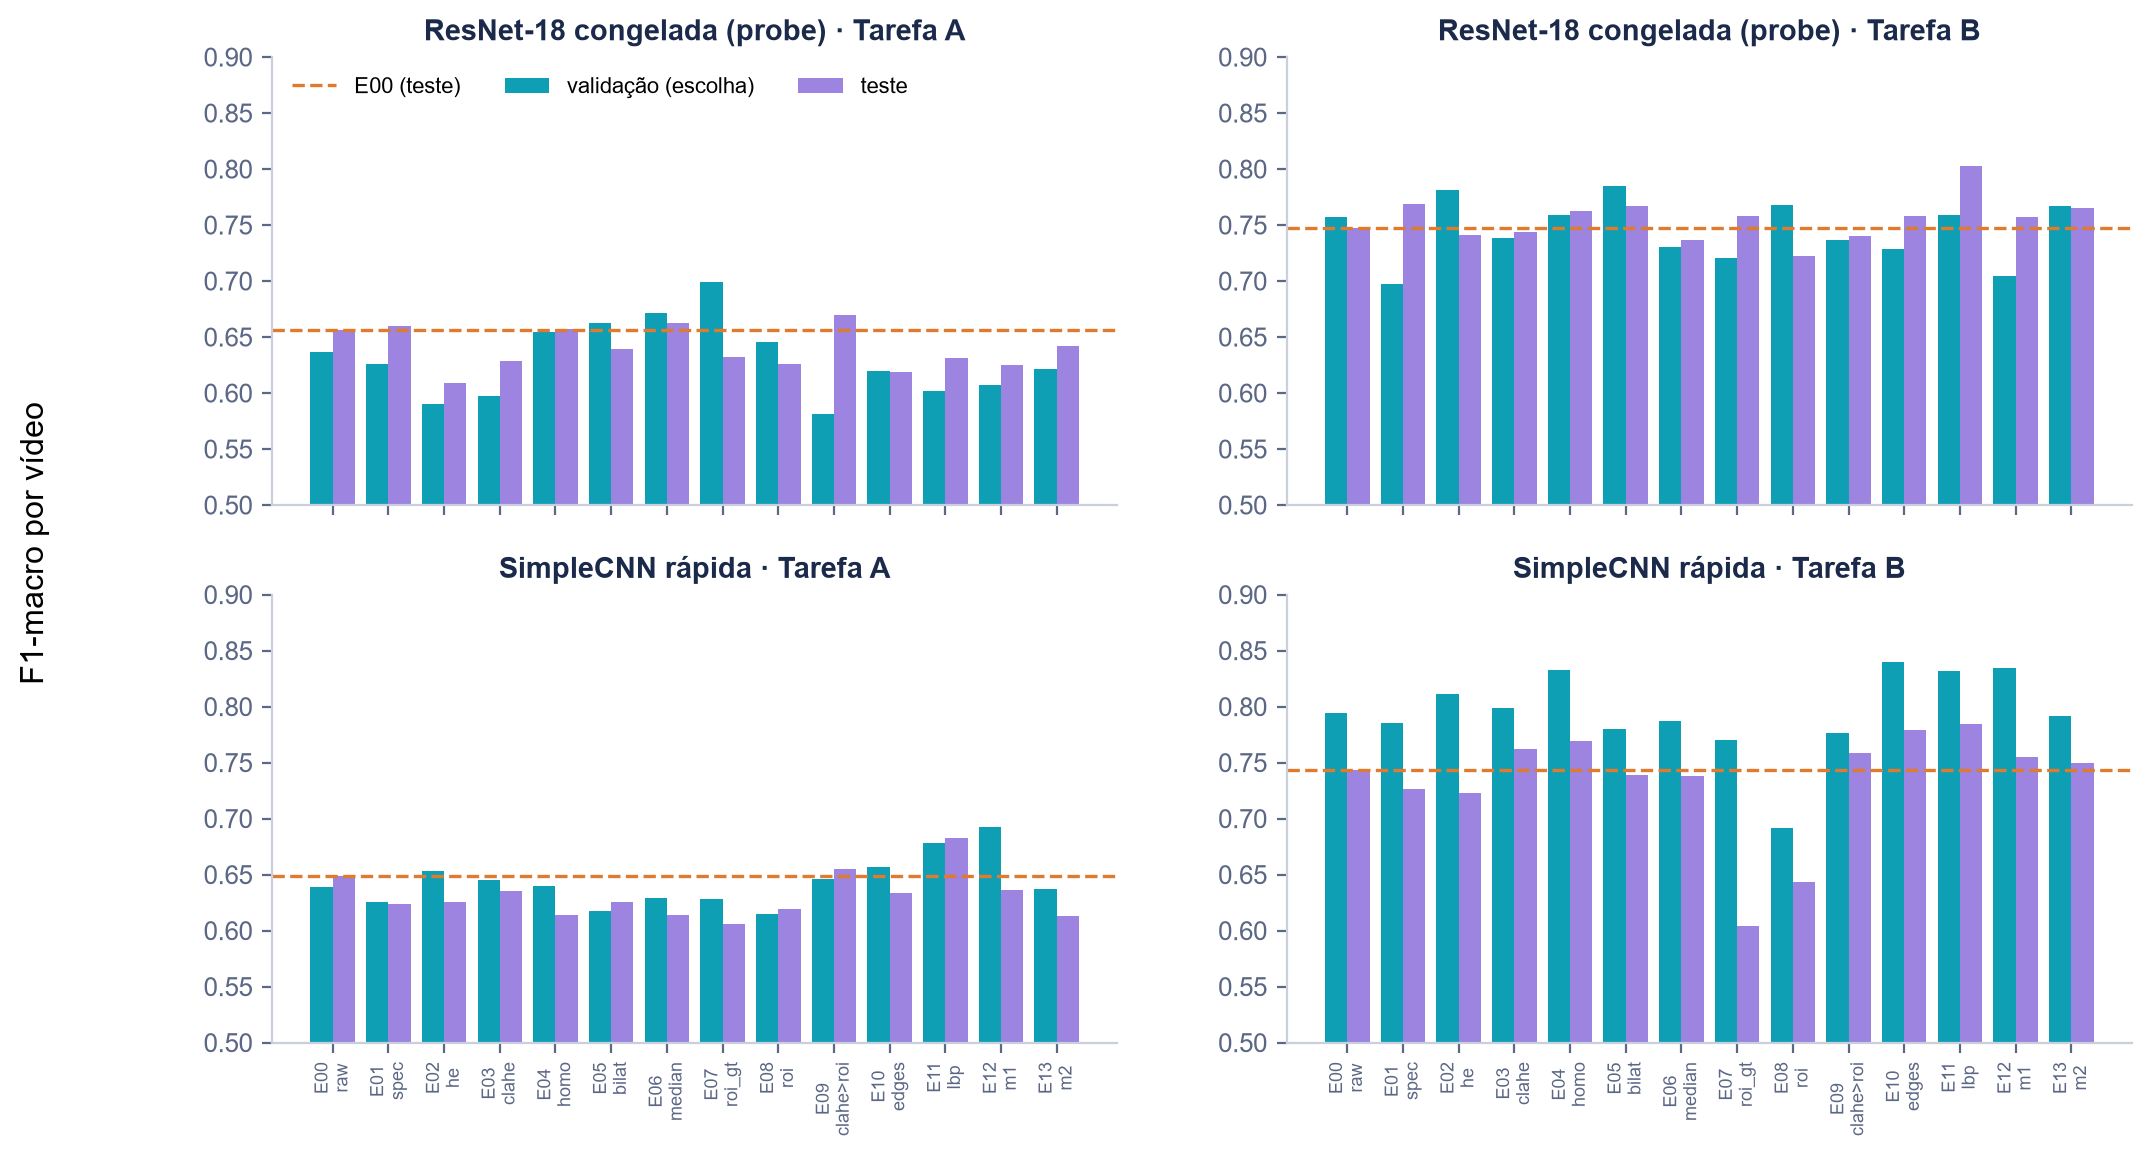 ResNet-18 congelada (probe) · Tarefa A
0.90
0.85
0.80
0.75
0.70
0.65
0.60
0.55
0.50
E00 (teste)
validação (escolha)
teste
ResNet-18 congelada (probe) · Tarefa B
0.90
0.85
0.80
0.75
0.70
0.65
0.60
0.55
0.50
F1-macro por vídeo
SimpleCNN rápida · Tarefa A
0.90
0.85
0.80
0.75
0.70
0.65
0.60
0.55
0.50
E00
raw
E01
spec
E02
he
E03
clahe
E04
homo
E05
bilat
E06
median
E07
roi_gt
E08
roi
E09
clahe>roi
E10
edges
E11
lbp
E12
m1
E13
m2
SimpleCNN rápida · Tarefa B
0.90
0.85
0.80
0.75
0.70
0.65
0.60
0.55
0.50
E00
raw
E01
spec
E02
he
E03
clahe
E04
homo
E05
bilat
E06
median
E07
roi_gt
E08
roi
E09
clahe>roi
E10
edges
E11
lbp
E12
m1
E13
m2